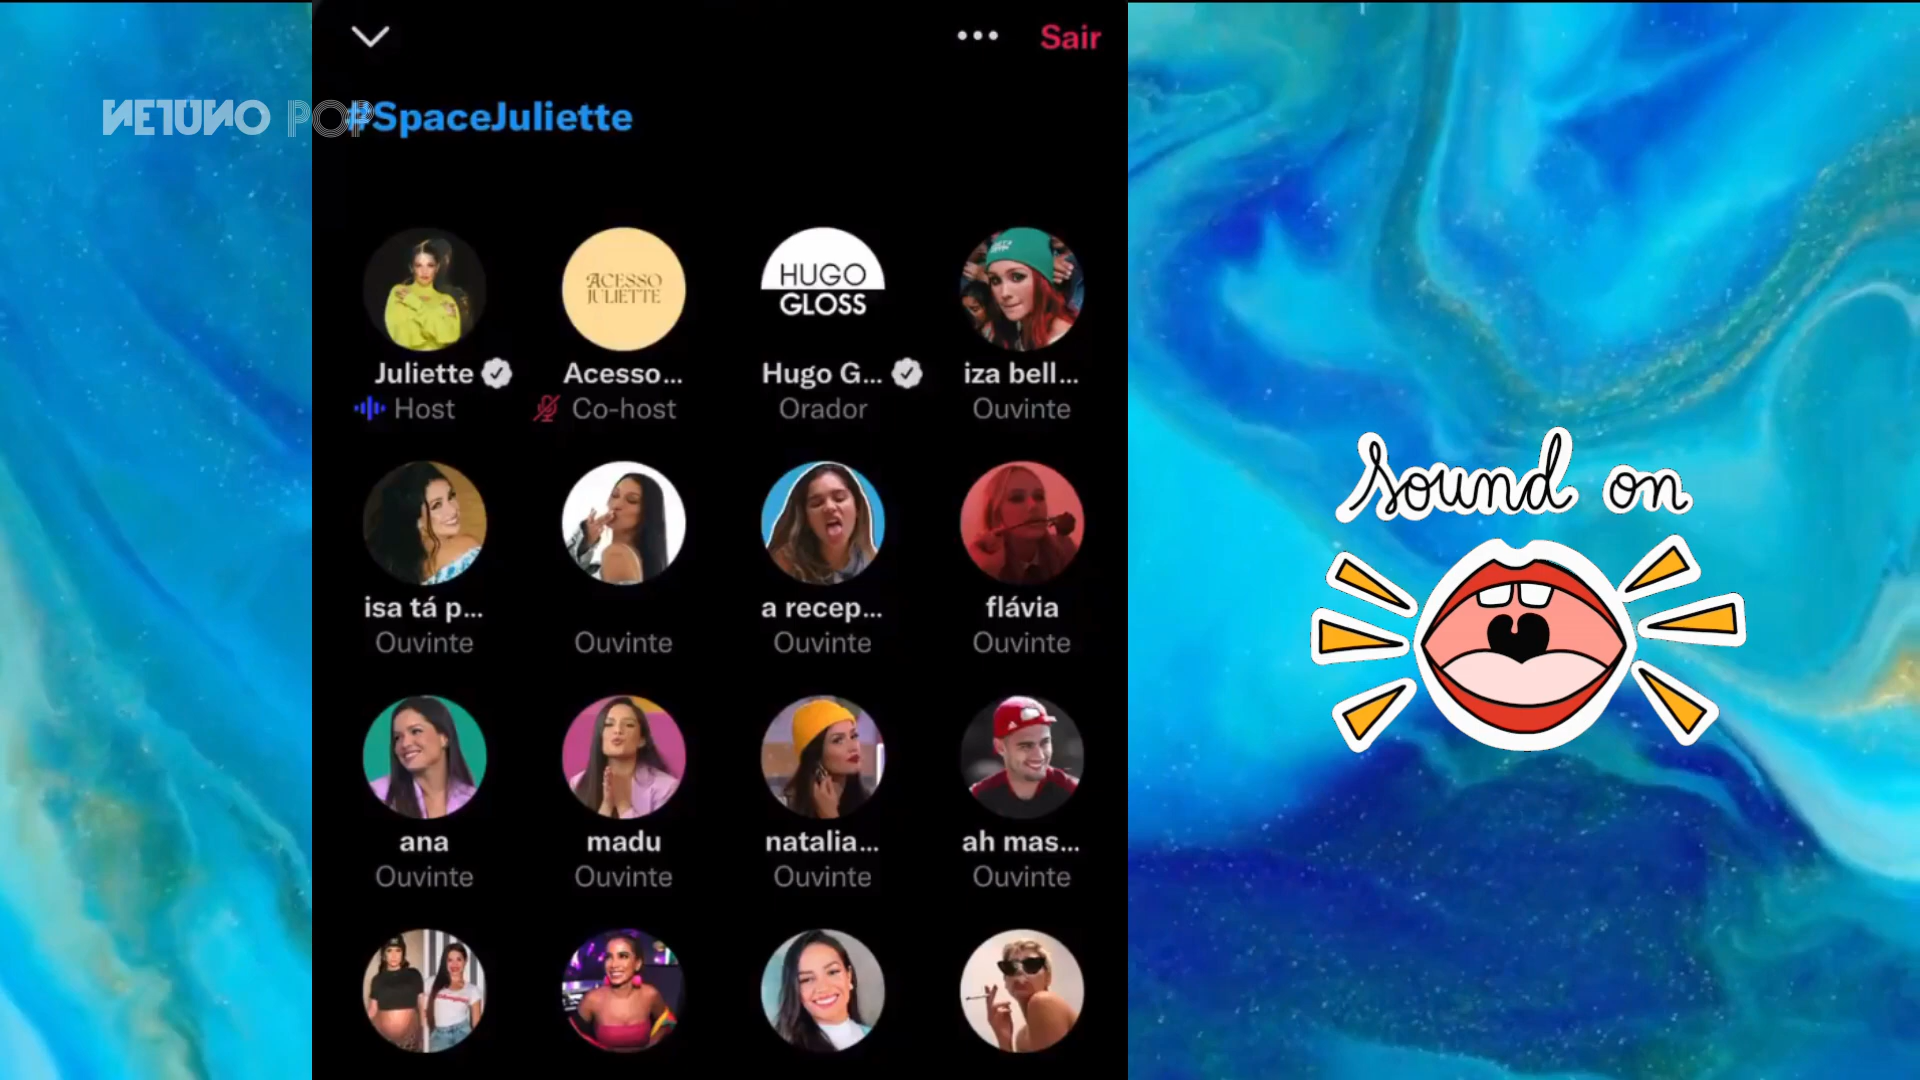 Sair
NETUNO POP
#SpaceJuliette
ACESSO
JULIETTE
HUGO
GLOSS
Juliette
Acesso...
Hugo G...
iza bell...
Host
Co-host
Orador
Ouvinte
sound on
isa tá p...
a recep...
flávia
Ouvinte
Ouvinte
Ouvinte
Ouvinte
ana
madu
natalia...
ah mas...
Ouvinte
Ouvinte
Ouvinte
Ouvinte